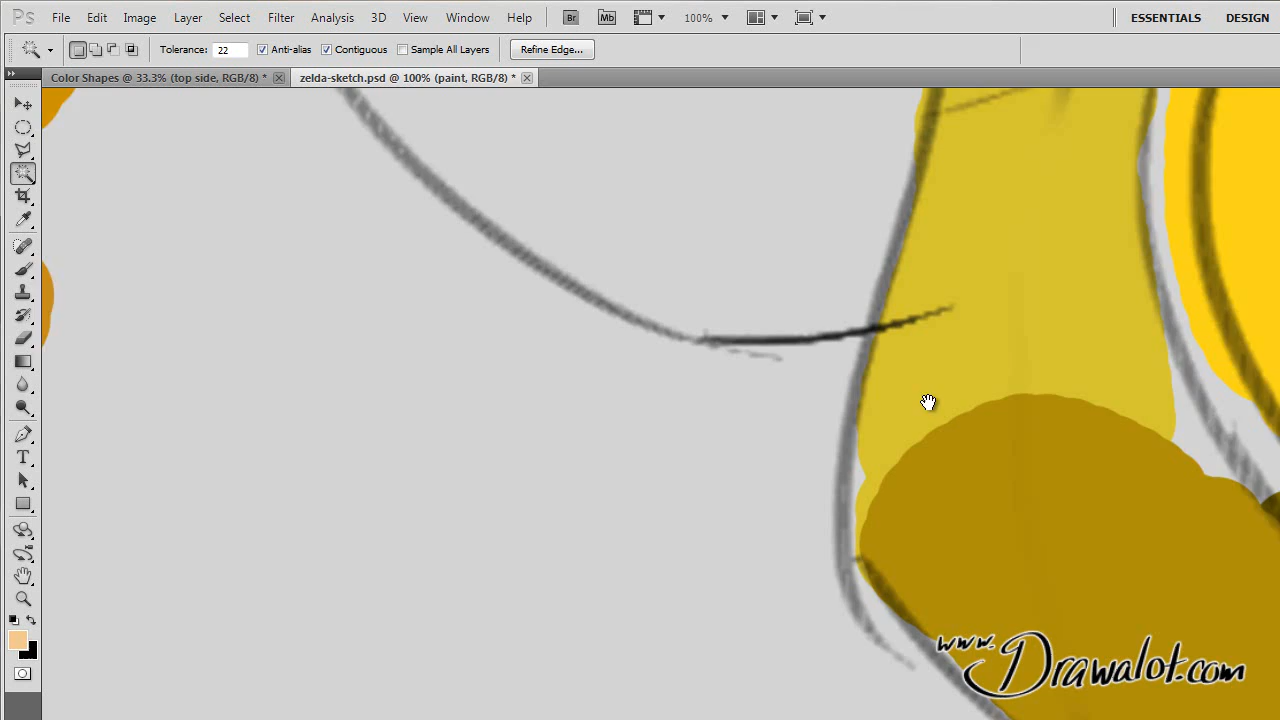 Ps File Edit Image Layer Select Filter Analysis 3D View Window Help Br Mb 100% ESSENTIALS DESIGN
Tolerance: 22 Anti-alias Contiguous Sample All Layers Refine Edge...
Color Shapes @ 33.3% (top side, RGB/8) * zelda-sketch.psd @ 100% (paint, RGB/8) *
T
www.Drawalot.com